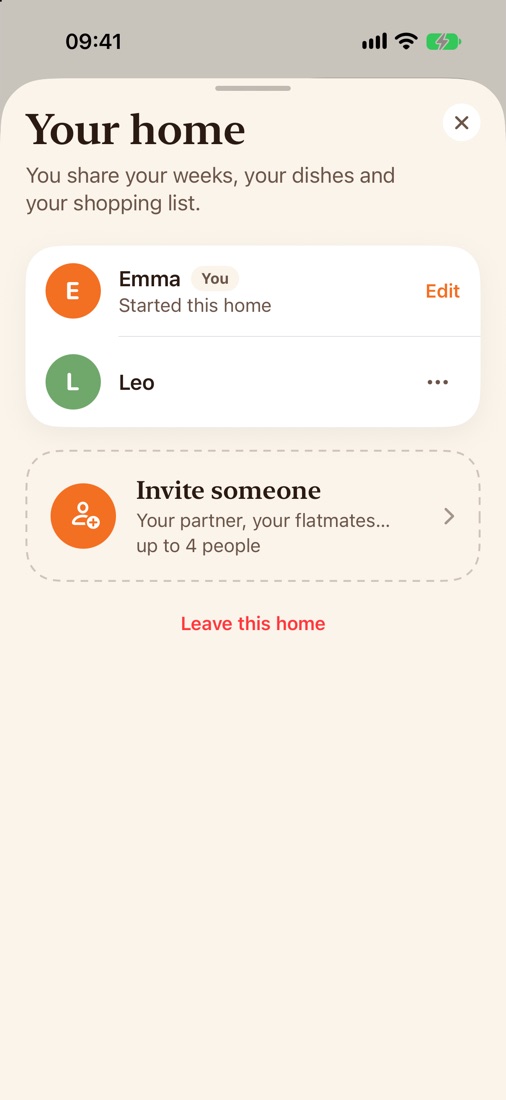 09:41
Your home
You share your weeks, your dishes and
your shopping list.
E
Emma You
Started this home
Edit
L
Leo
Invite someone
Your partner, your flatmates...
up to 4 people
Leave this home